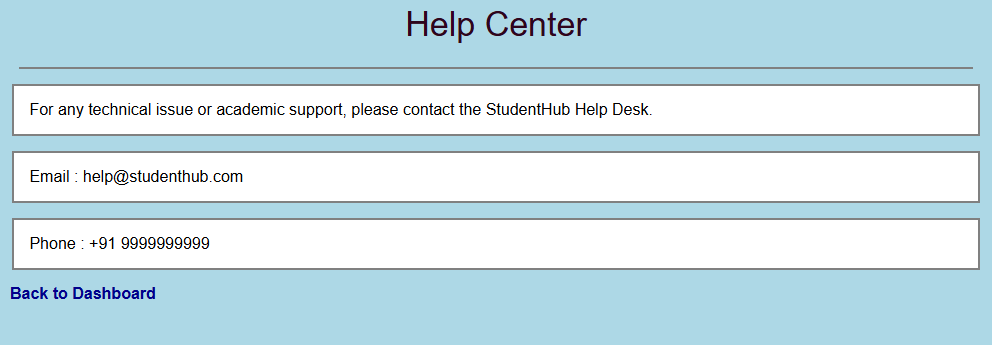 Help Center
For any technical issue or academic support, please contact the StudentHub Help Desk.
Email : help@studenthub.com
Phone : +91 9999999999
Back to Dashboard